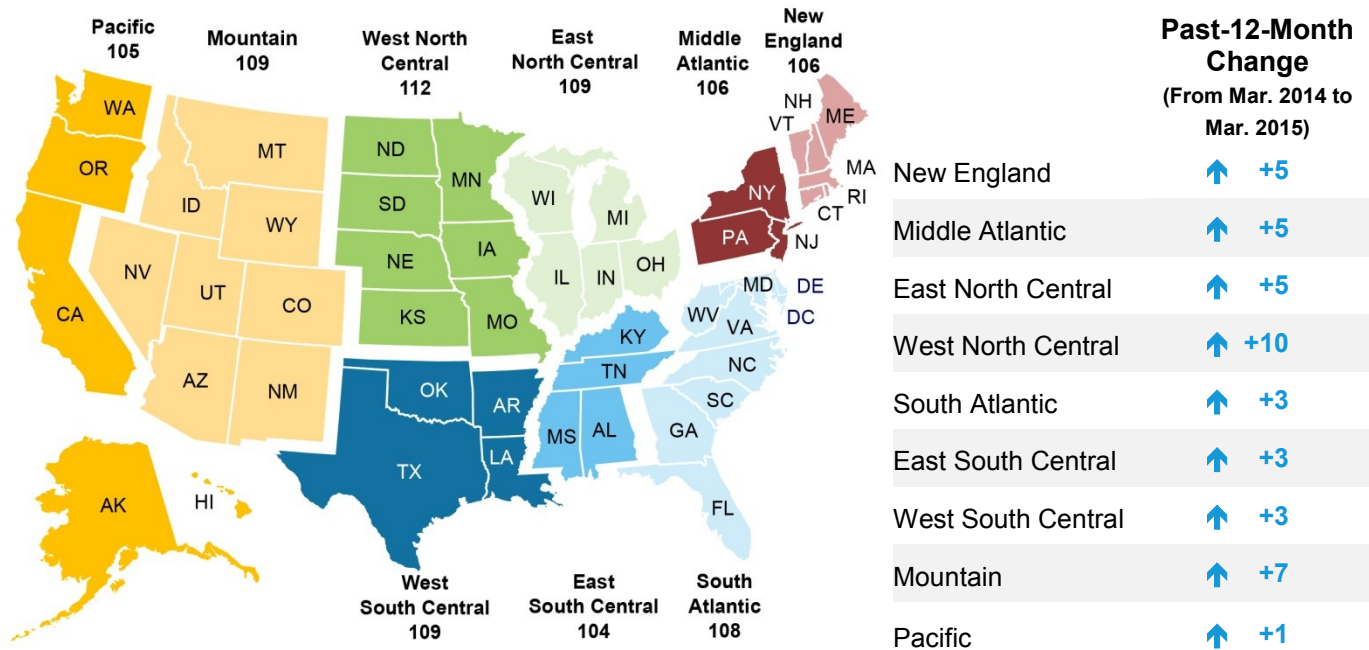 Pacific
105
Mountain
109
West North
Central
112
East
North Central
109
Middle
Atlantic
106
New
England
106
WA
OR
CA
AK
HI
MT
ID
WY
NV
UT
CO
AZ
NM
ND
SD
NE
KS
MN
IA
MO
WI
MI
IL
IN
OH
NY
PA
NJ
NH
VT
ME
MA
RI
CT
MD
DE
DC
WV
VA
NC
SC
GA
FL
KY
TN
MS
AL
OK
AR
TX
LA
West
South Central
109
East
South Central
104
South
Atlantic
108
Past-12-Month
Change
(From Mar. 2014 to
Mar. 2015)
New England +5
Middle Atlantic +5
East North Central +5
West North Central +10
South Atlantic +3
East South Central +3
West South Central +3
Mountain +7
Pacific +1